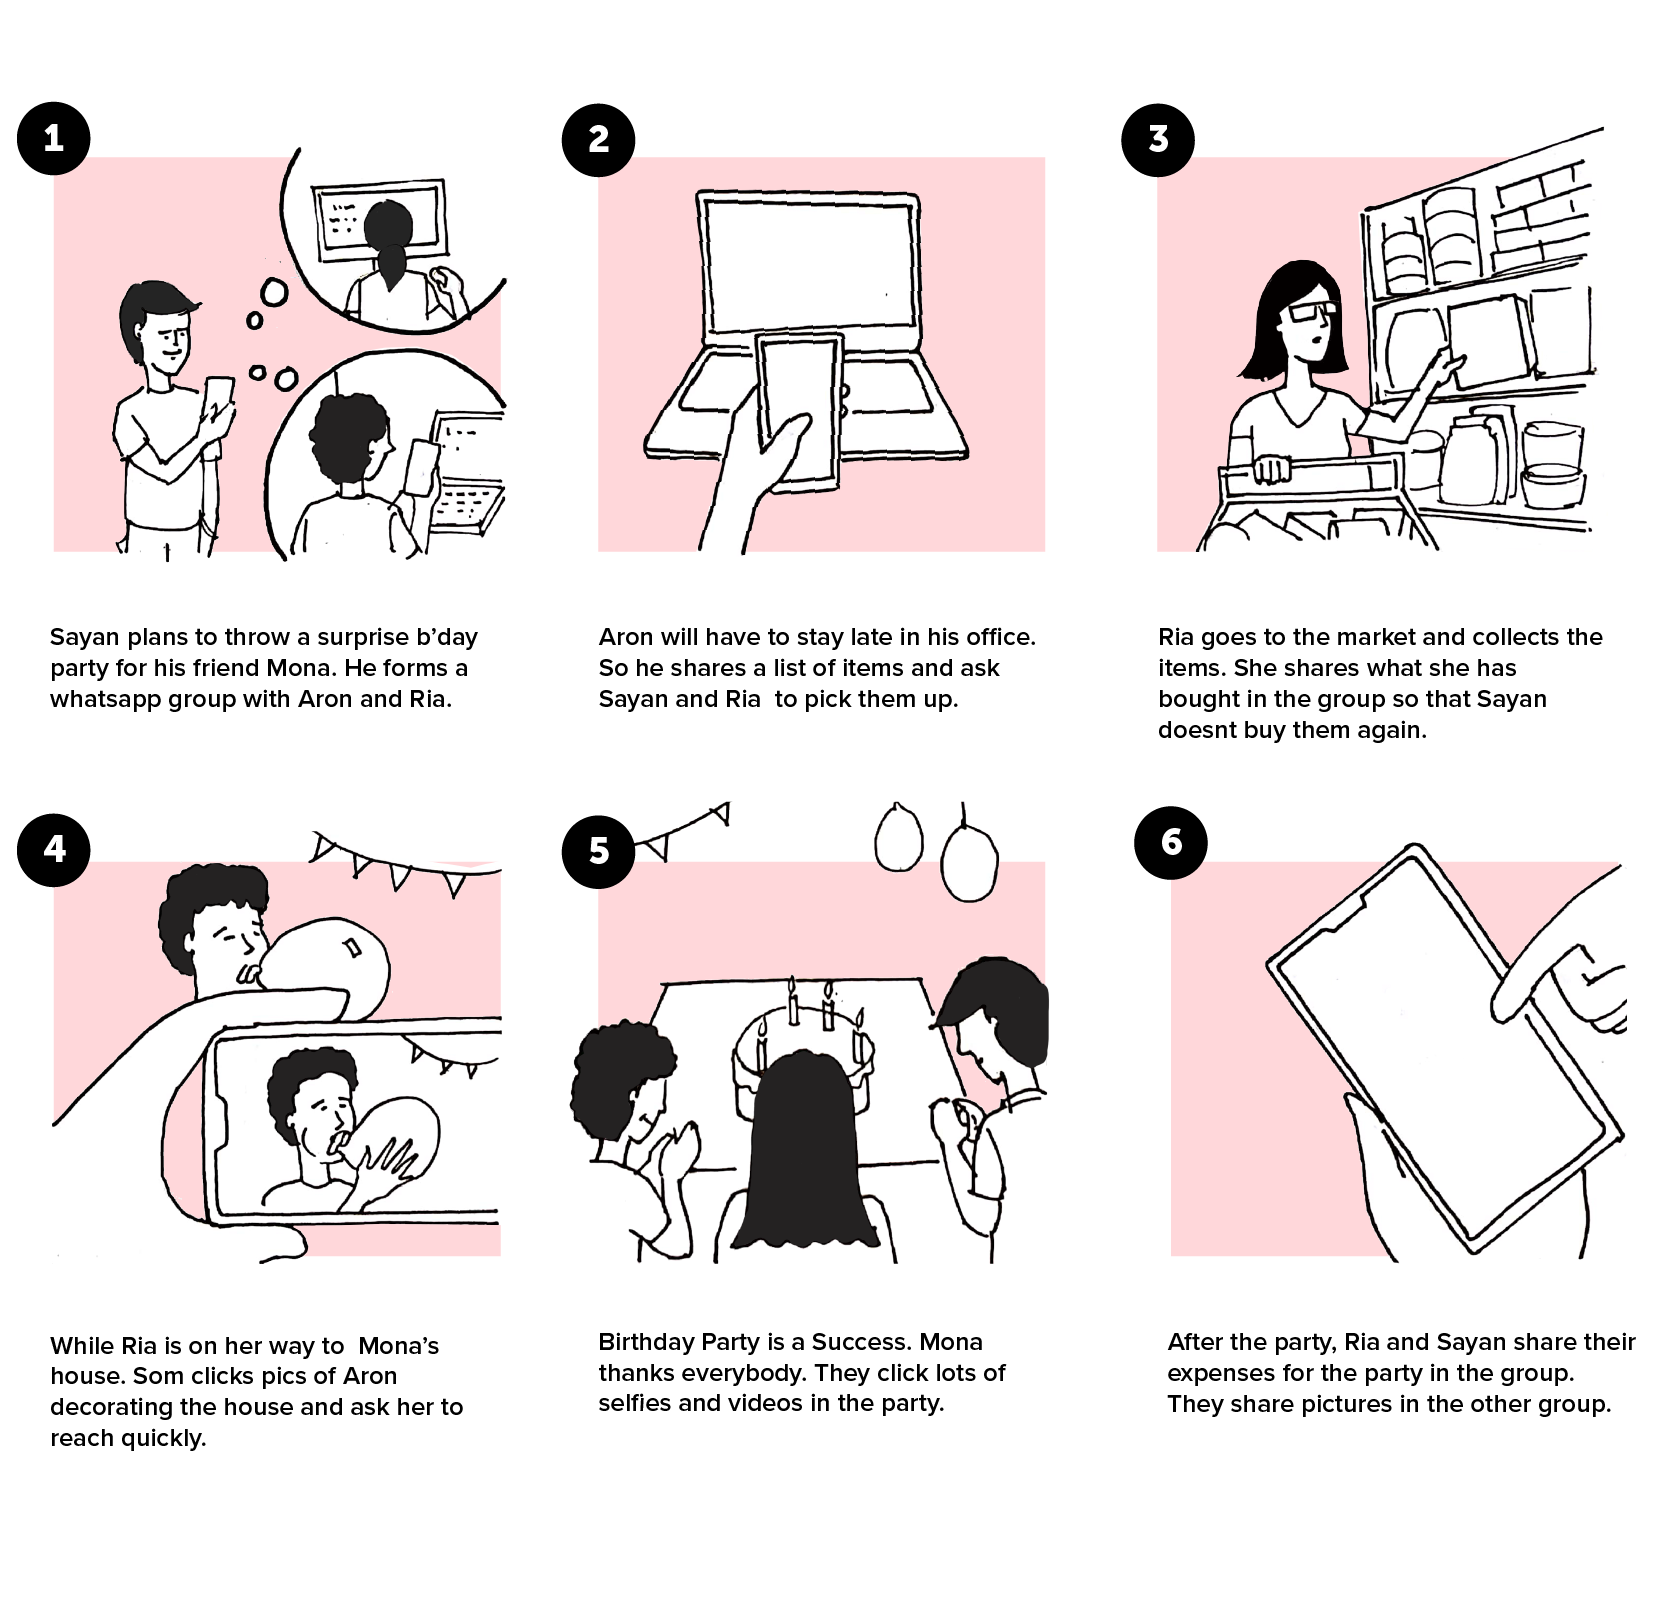 1
Sayan plans to throw a surprise b’day
party for his friend Mona. He forms a
whatsapp group with Aron and Ria.
2
Aron will have to stay late in his office.
So he shares a list of items and ask
Sayan and Ria  to pick them up.
3
Ria goes to the market and collects the
items. She shares what she has
bought in the group so that Sayan
doesnt buy them again.
4
While Ria is on her way to  Mona’s
house. Som clicks pics of Aron
decorating the house and ask her to
reach quickly.
5
Birthday Party is a Success. Mona
thanks everybody. They click lots of
selfies and videos in the party.
6
After the party, Ria and Sayan share their
expenses for the party in the group.
They share pictures in the other group.